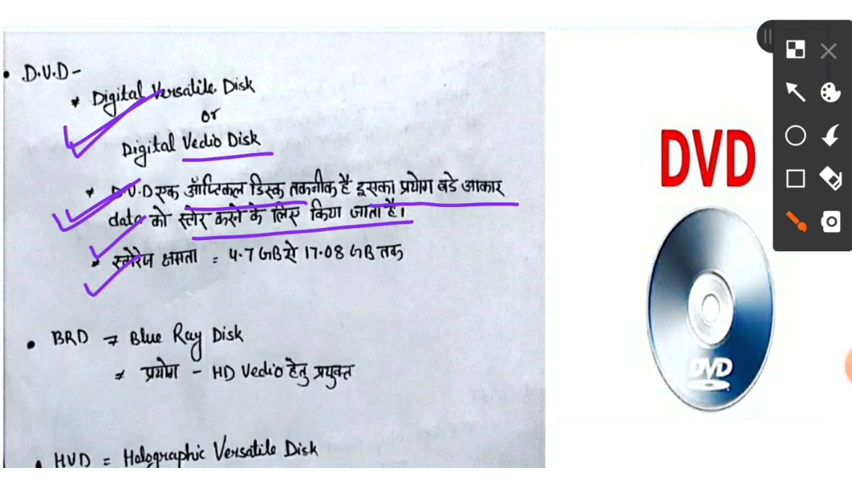 D.V.D -
* Digital Versatile Disk
or
Digital Vedio Disk
* D.V.D एक ऑप्टिकल डिस्क तकनीक है इसका प्रयोग बडे आकार
data को स्टोर करने के लिए किया जाता है।
* स्टोरेज क्षमता = 4.7 GB से 17.08 GB तक
BRD → Blue Ray Disk
* प्रयोग - HD Vedio हेतु प्रयुक्त
HVD = Holographic Versatile Disk
DVD
DVD